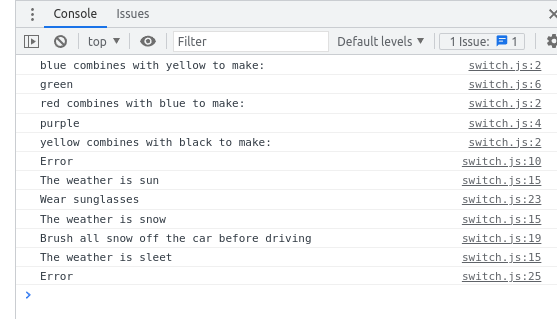 Console Issues
top Filter Default levels 1 Issue: 1
blue combines with yellow to make: switch.js:2
green switch.js:6
red combines with blue to make: switch.js:2
purple switch.js:4
yellow combines with black to make: switch.js:2
Error switch.js:10
The weather is sun switch.js:15
Wear sunglasses switch.js:23
The weather is snow switch.js:15
Brush all snow off the car before driving switch.js:19
The weather is sleet switch.js:15
Error switch.js:25